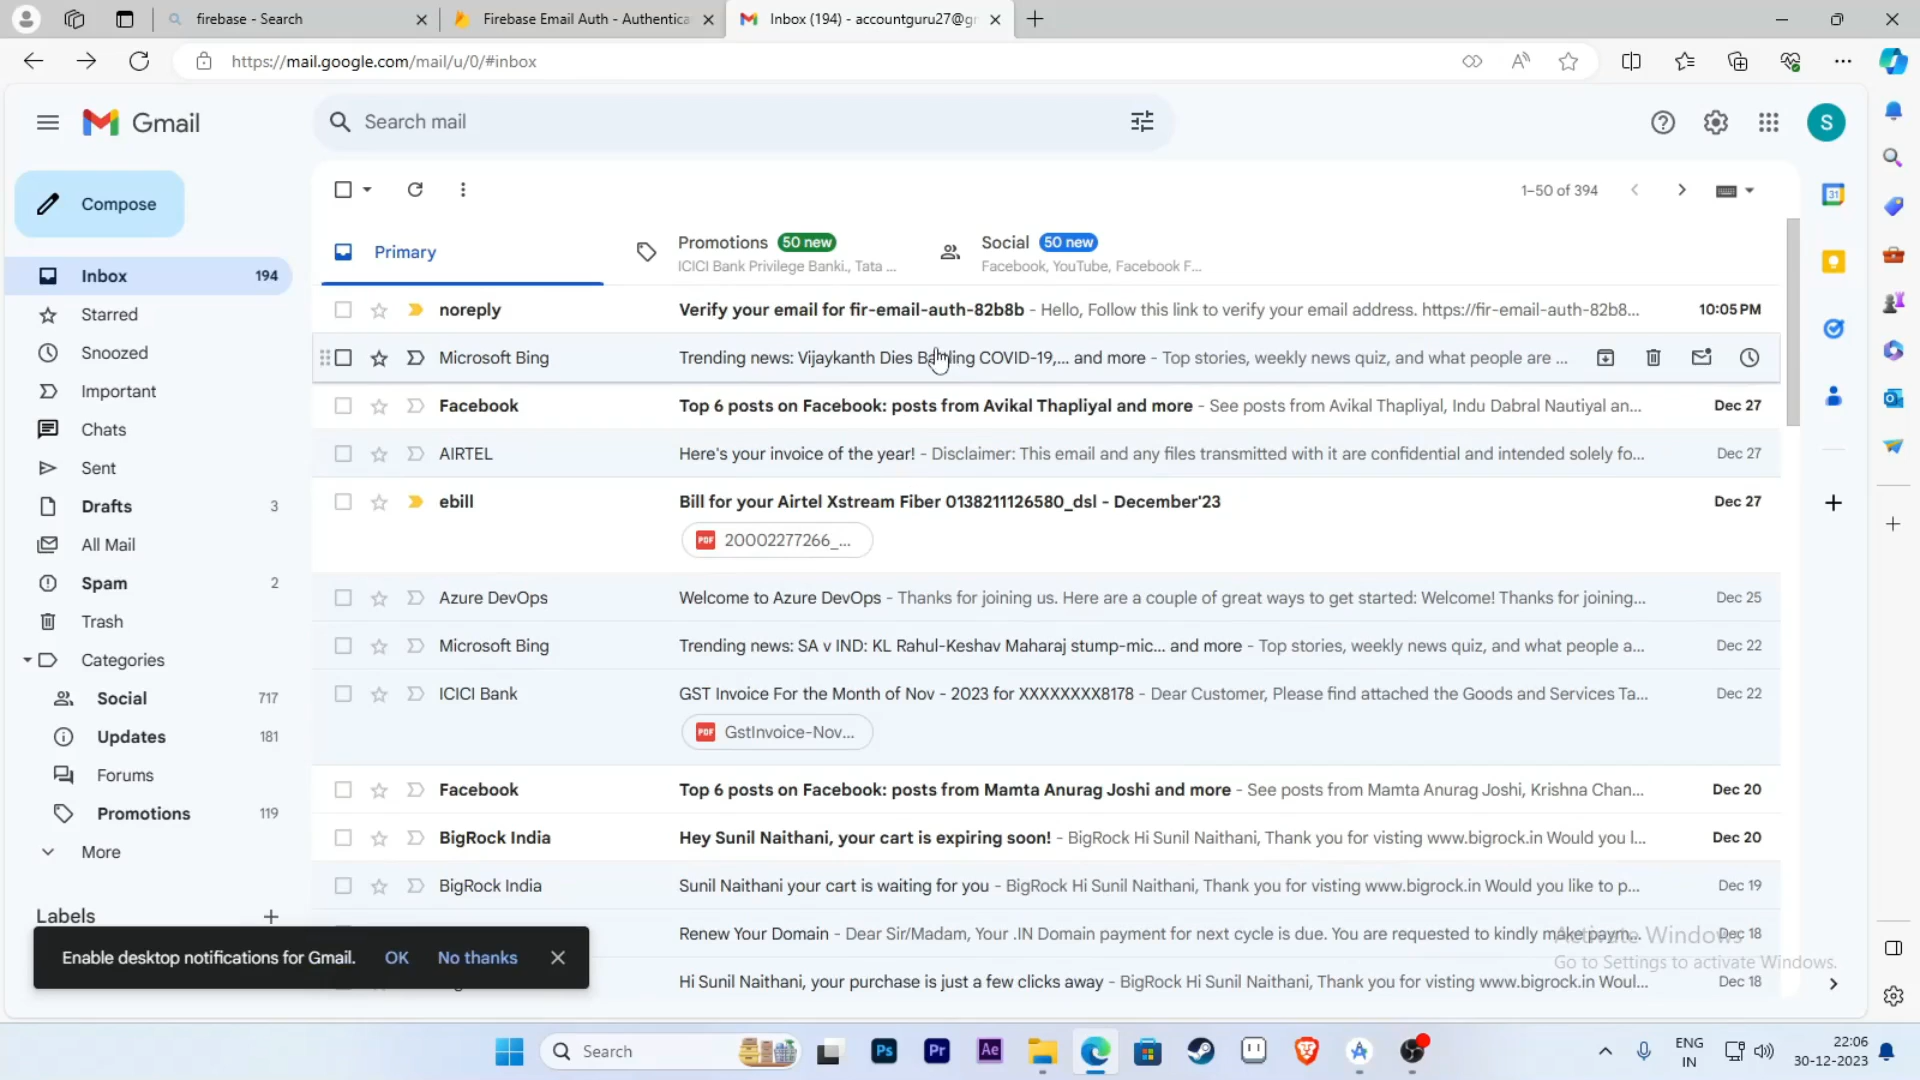 firebase - Search
Firebase Email Auth - Authentica
Inbox (194) - accountguru27@gr
https://mail.google.com/mail/u/0/#inbox
Gmail
Search mail
S
Compose
1–50 of 394
Primary
Promotions 50 new
ICICI Bank Privilege Banki., Tata ...
Social 50 new
Facebook, YouTube, Facebook F...
Inbox 194
Starred
Snoozed
Important
Chats
Sent
Drafts 3
All Mail
Spam 2
Trash
Categories
Social 717
Updates 181
Forums
Promotions 119
More
Labels
noreply Verify your email for fir-email-auth-82b8b - Hello, Follow this link to verify your email address. https://fir-email-auth-82b8... 10:05 PM
Microsoft Bing Trending news: Vijaykanth Dies COVID-19,... and more - Top stories, weekly news quiz, and what people are ...
Facebook Top 6 posts on Facebook: posts from Avikal Thapliyal and more - See posts from Avikal Thapliyal, Indu Dabral Nautiyal an... Dec 27
AIRTEL Here's your invoice of the year! - Disclaimer: This email and any files transmitted with it are confidential and intended solely fo... Dec 27
ebill Bill for your Airtel Xstream Fiber 0138211126580_dsl - December'23 Dec 27
PDF 20002277266_...
Azure DevOps Welcome to Azure DevOps - Thanks for joining us. Here are a couple of great ways to get started: Welcome! Thanks for joining... Dec 25
Microsoft Bing Trending news: SA v IND: KL Rahul-Keshav Maharaj stump-mic... and more - Top stories, weekly news quiz, and what people a... Dec 22
ICICI Bank GST Invoice For the Month of Nov - 2023 for XXXXXXXX8178 - Dear Customer, Please find attached the Goods and Services Ta... Dec 22
PDF GstInvoice-Nov...
Facebook Top 6 posts on Facebook: posts from Mamta Anurag Joshi and more - See posts from Mamta Anurag Joshi, Krishna Chan... Dec 20
BigRock India Hey Sunil Naithani, your cart is expiring soon! - BigRock Hi Sunil Naithani, Thank you for visting www.bigrock.in Would you l... Dec 20
BigRock India Sunil Naithani your cart is waiting for you - BigRock Hi Sunil Naithani, Thank you for visting www.bigrock.in Would you like to p... Dec 19
Renew Your Domain - Dear Sir/Madam, Your .IN Domain payment for next cycle is due. You are requested to kindly make paym... Dec 18
Hi Sunil Naithani, your purchase is just a few clicks away - BigRock Hi Sunil Naithani, Thank you for visting www.bigrock.in Woul... Dec 18
Enable desktop notifications for Gmail. OK No thanks
Activate Windows
Go to Settings to activate Windows.
Search
Ps
Pr
Ae
ENG
IN
22:06
30-12-2023